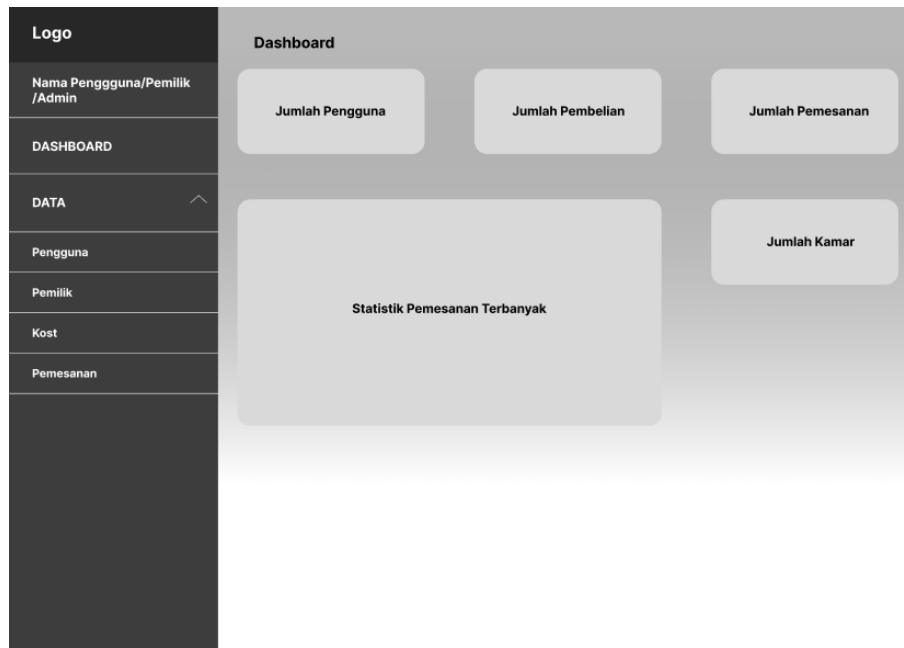 Logo
Nama Penggguna/Pemilik
/Admin
DASHBOARD
DATA
Pengguna
Pemilik
Kost
Pemesanan
Dashboard
Jumlah Pengguna
Jumlah Pembelian
Jumlah Pemesanan
Statistik Pemesanan Terbanyak
Jumlah Kamar